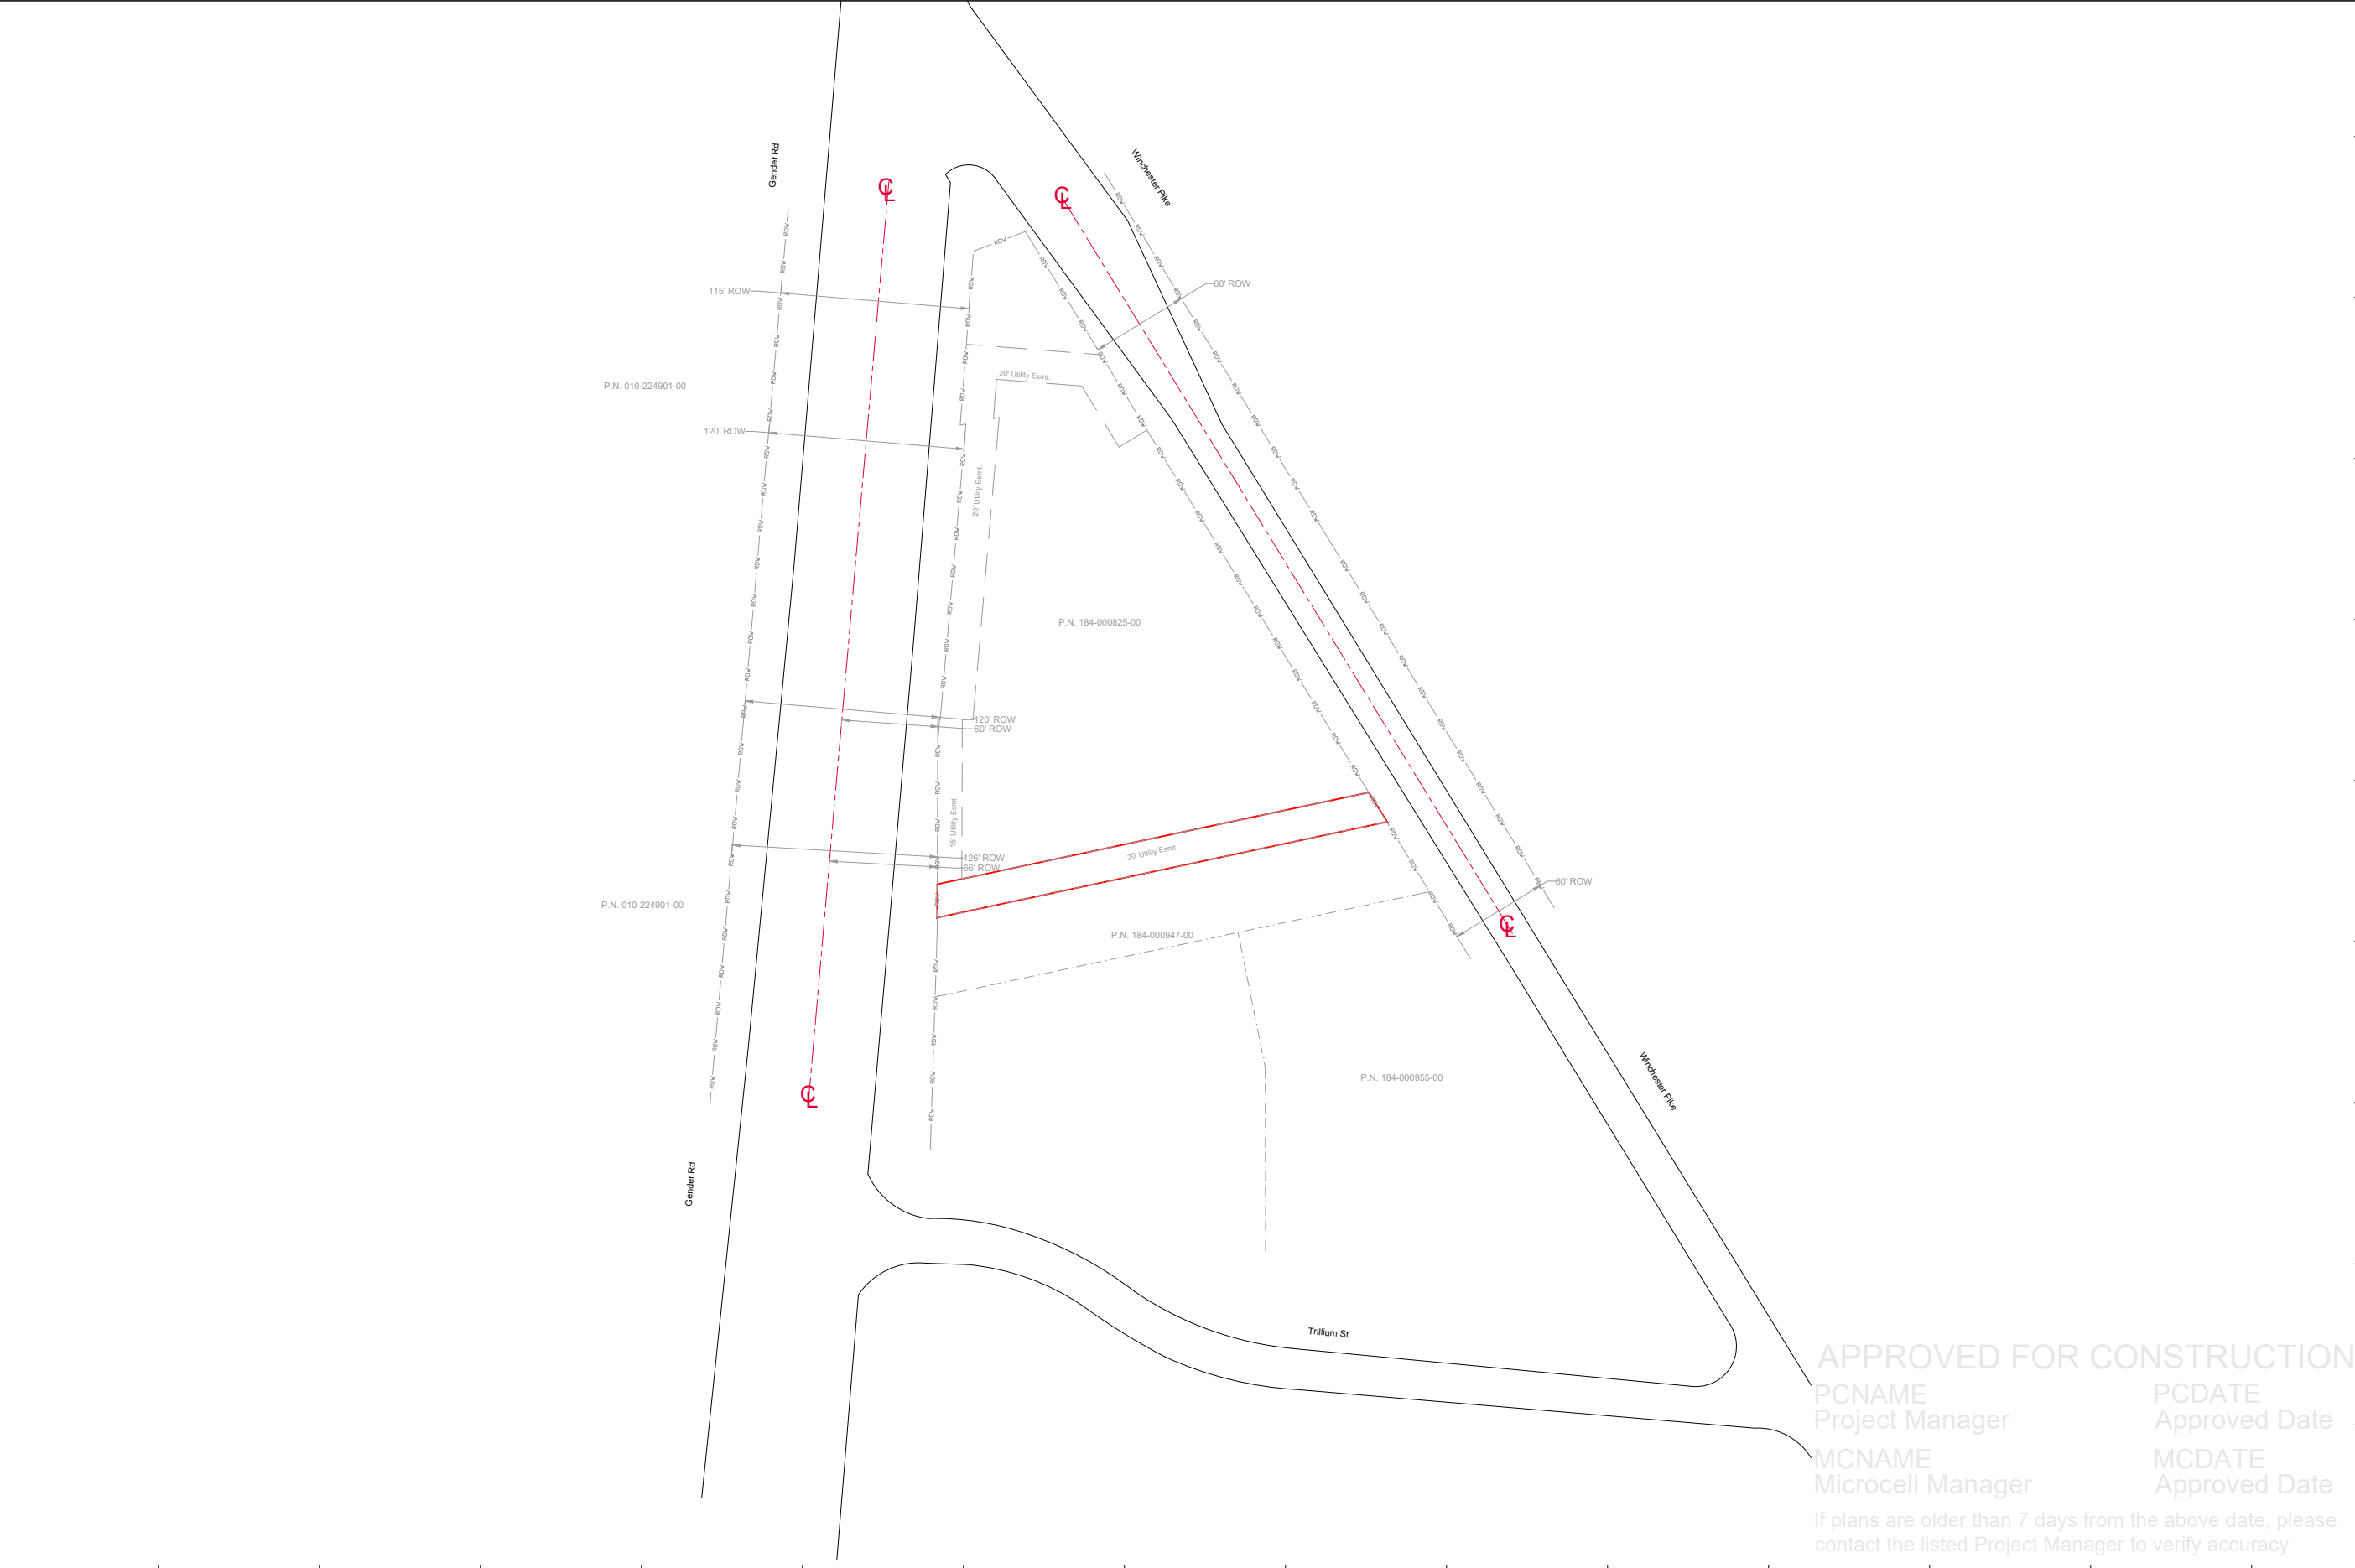 Gender Rd
Winchester Pike
CL
CL
60' ROW
115' ROW
P.N. 010-224901-00
20' Utility Esmt.
120' ROW
20' Utility Esmt.
P.N. 184-000825-00
120' ROW
60' ROW
15' Utility Esmt.
126' ROW
66' ROW
20' Utility Esmt.
60' ROW
P.N. 010-224901-00
CL
P.N. 184-000947-00
P.N. 184-000955-00
CL
Winchester Pike
Gender Rd
Trillium St
APPROVED FOR CONSTRUCTION
PCNAME PCDATE
Project Manager Approved Date
MCNAME MCDATE
Microcell Manager Approved Date
If plans are older than 7 days from the above date, please
contact the listed Project Manager to verify accuracy